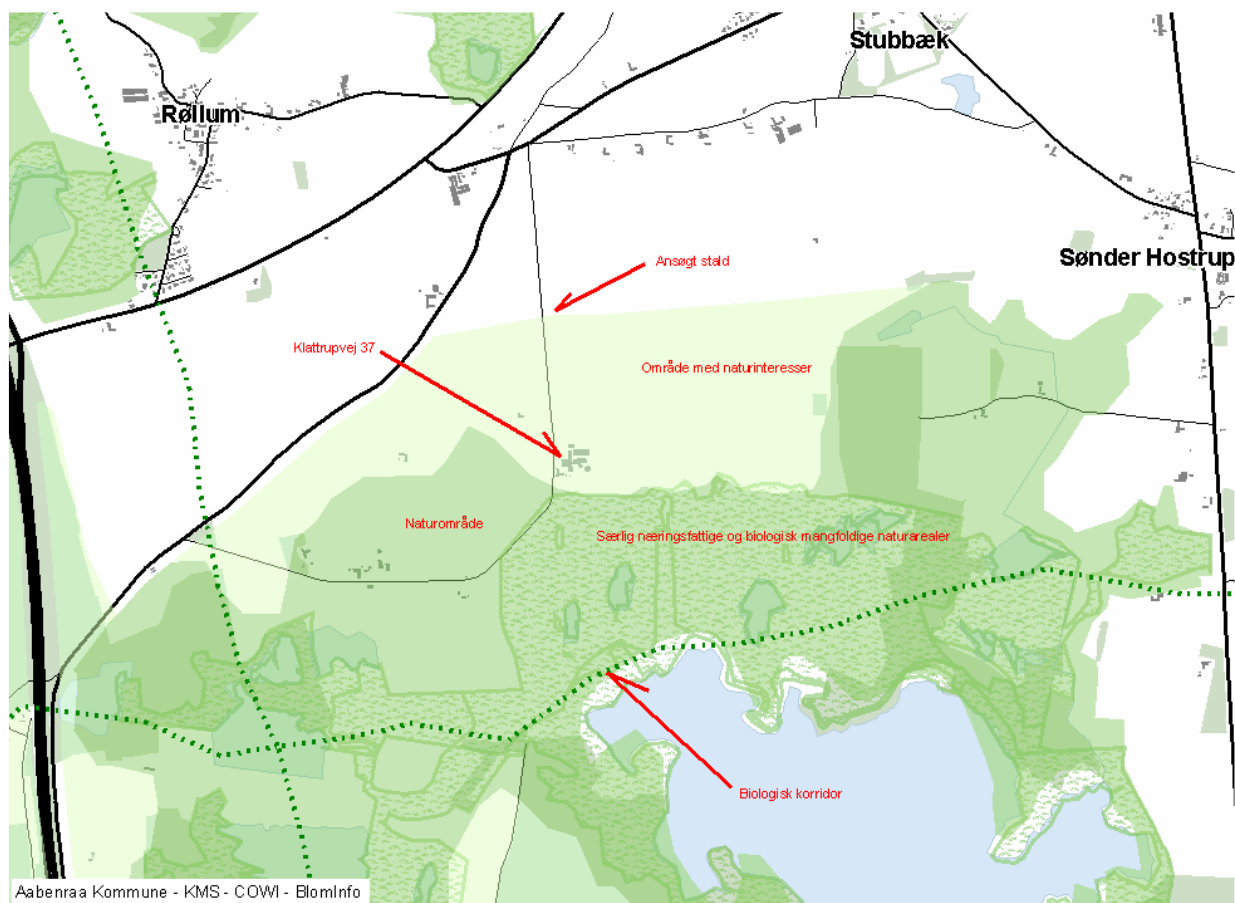 Stubbæk
Røllum
Sønder Hostrup
Ansøgt stald
Klattrupvej 37
Område med naturinteresser
Naturområde
Særlig næringsfattige og biologisk mangfoldige naturarealer
Biologisk korridor
Aabenraa Kommune - KMS - COWI - BlomInfo